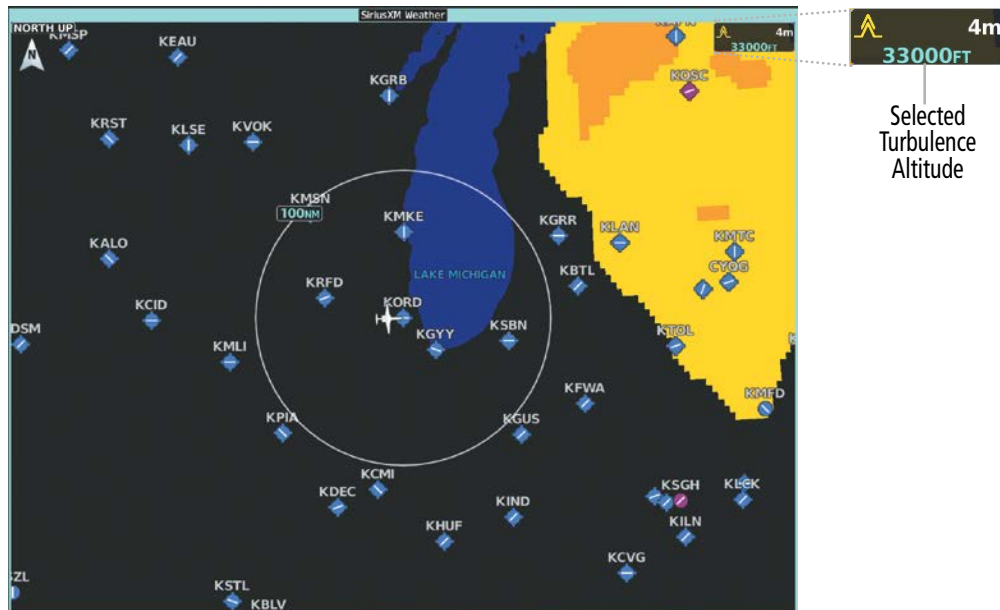 SiriusXM Weather
NORTH UP
N
4m
33000FT
4m
33000FT
Selected
Turbulence
Altitude
KMSP
KEAU
KGRB
KOSC
KRST
KLSE
KVOK
KMSN
100NM
KMKE
KGRR
KLAN
KMTC
KALO
LAKE MICHIGAN
KBTL
CYQG
KRFD
KORD
KCID
DSM
KMLI
KGYY
KSBN
KTOL
KFWA
KMFD
KPIA
KGUS
KCMI
KDEC
KIND
KSGH
KLCK
KHUF
KILN
KCVG
SZL
KSTL
KBLV